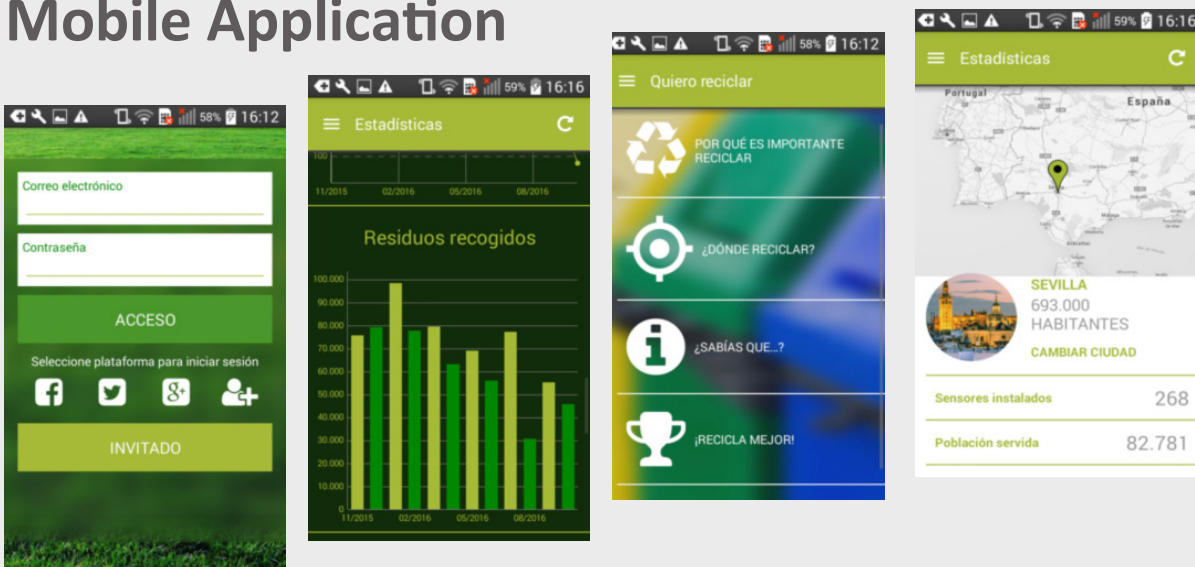 Mobile Application
58% 16:12
Correo electrónico
Contraseña
ACCESO
Seleccione plataforma para iniciar sesión
INVITADO
59% 16:16
Estadísticas
100
11/2015 02/2016 05/2016 08/2016
Residuos recogidos
100.000
90.000
80.000
70.000
60.000
50.000
40.000
30.000
20.000
10.000
0
11/2015 02/2016 05/2016 08/2016
58% 16:12
Quiero reciclar
POR QUÉ ES IMPORTANTE
RECICLAR
¿DÓNDE RECICLAR?
¿SABÍAS QUE...?
¡RECICLA MEJOR!
59% 16:16
Estadísticas
Portugal
España
SEVILLA
693.000
HABITANTES
CAMBIAR CIUDAD
Sensores instalados 268
Población servida 82.781